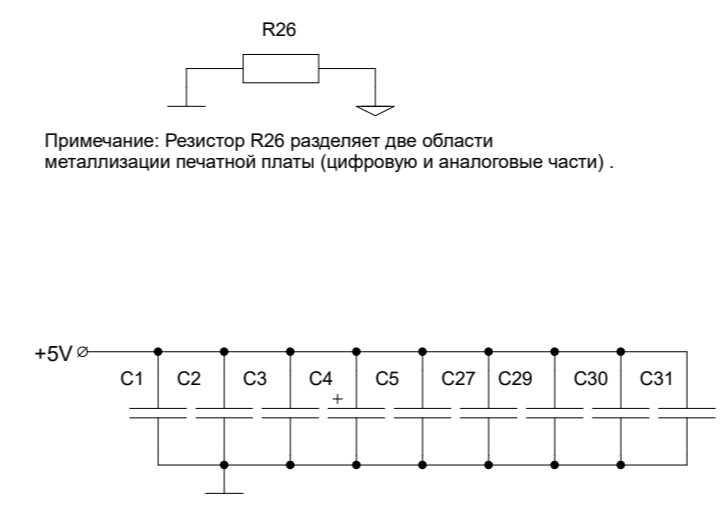 R26
Примечание: Резистор R26 разделяет две области
металлизации печатной платы (цифровую и аналоговые части) .
+5V
C1 C2 C3 C4 C5 C27 C29 C30 C31
+